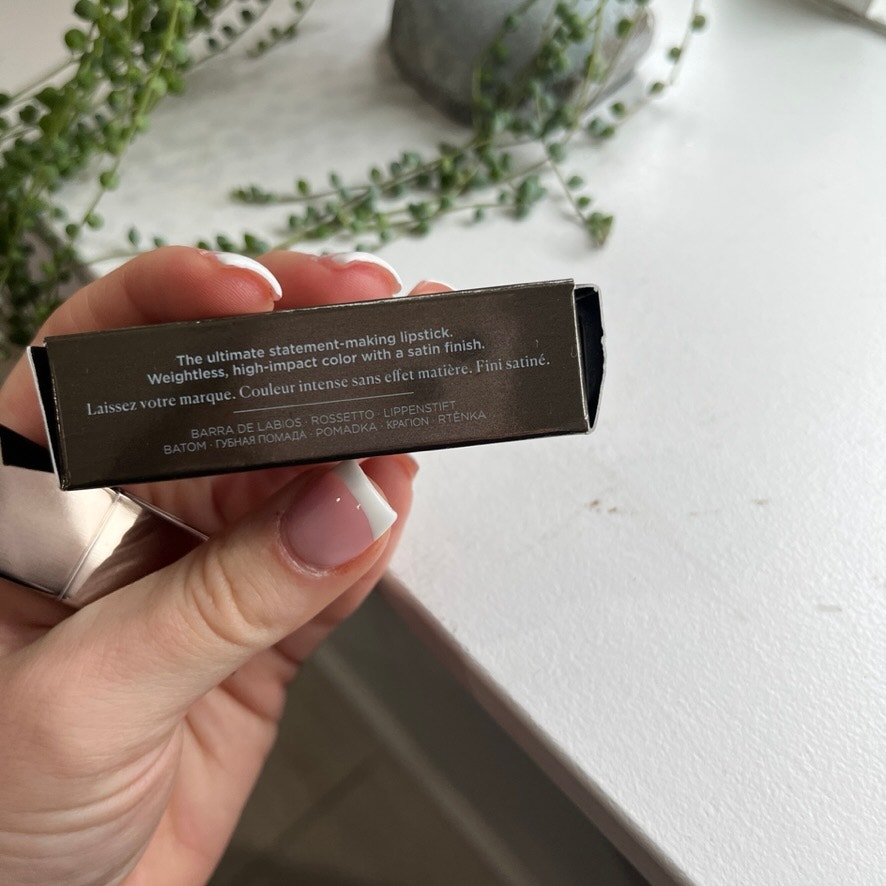 The ultimate statement-making lipstick.
Weightless, high-impact color with a satin finish.
Laissez votre marque. Couleur intense sans effet matière. Fini satiné.
BARRA DE LABIOS · ROSSETTO · LIPPENSTIFT
BATOM · ГУБНАЯ ПОМАДА · POMADKA · ΚΡΑΓΙΟΝ · RTĚNKA